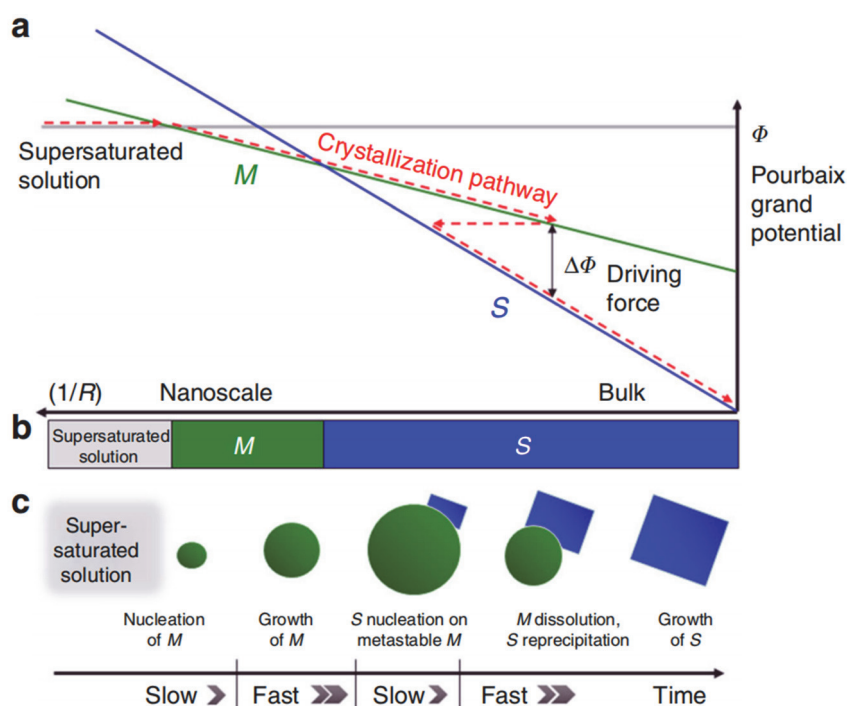 a
Supersaturated
solution
M
Crystallization pathway
Φ
Pourbaix
grand
potential
ΔΦ Driving
force
S
(1/R) Nanoscale Bulk
b
Supersaturated
solution
M
S
c
Super-
saturated
solution
Nucleation
of M
Growth
of M
S nucleation on
metastable M
M dissolution,
S reprecipitation
Growth
of S
Slow Fast Slow Fast Time